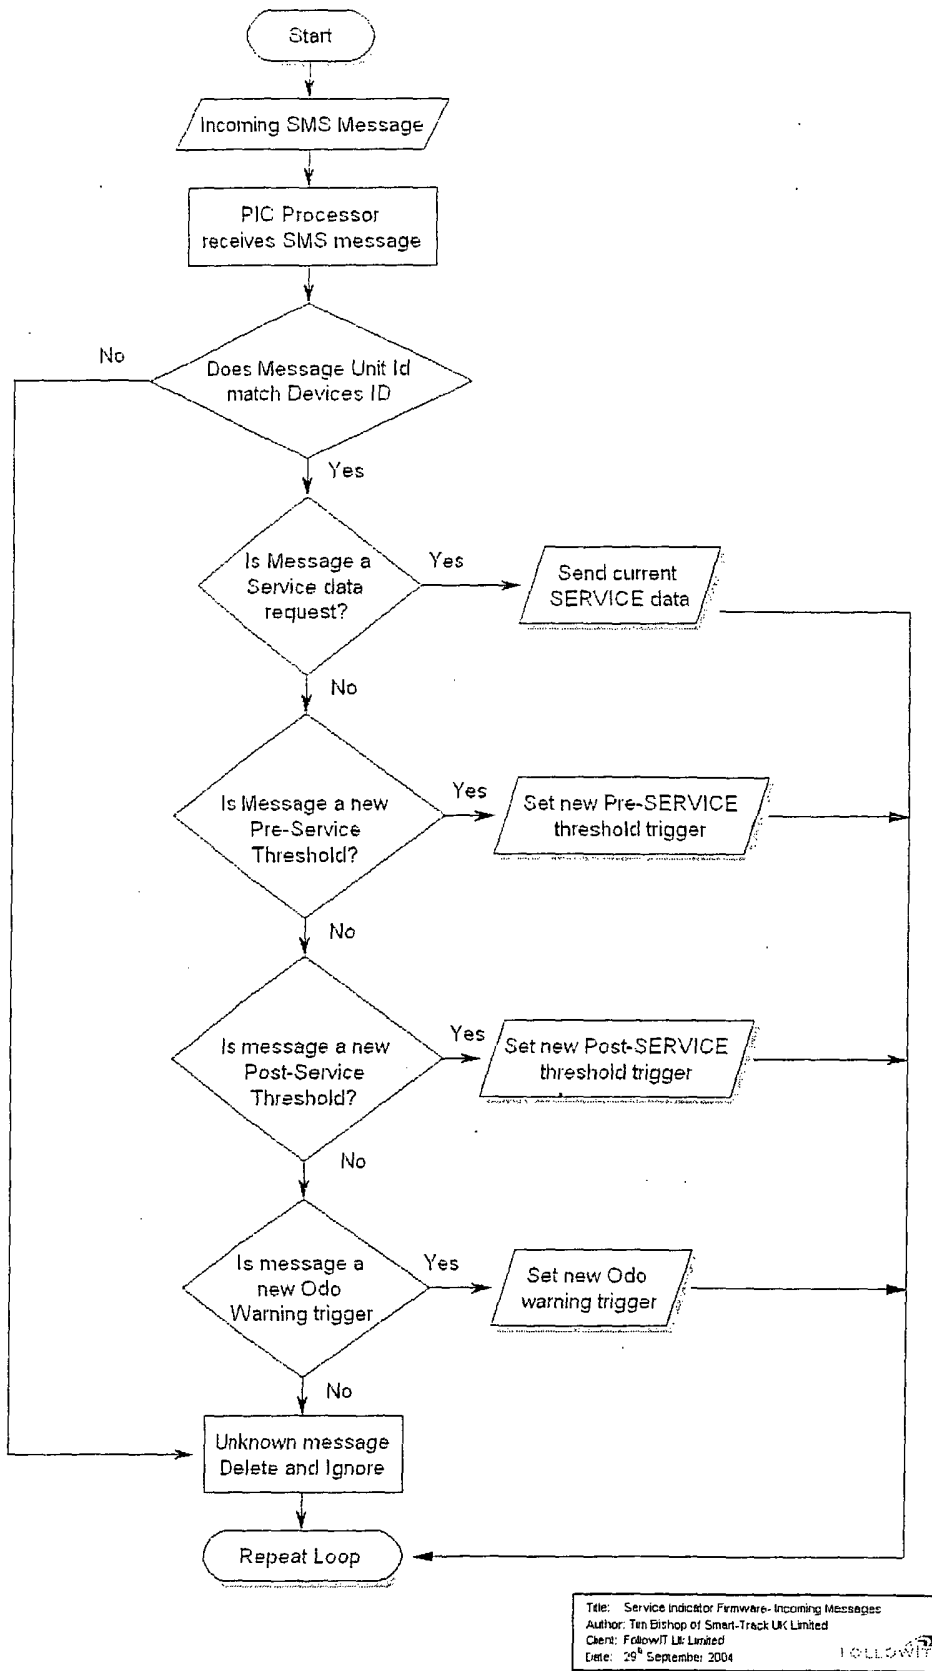 Start
Incoming SMS Message
PIC Processor
receives SMS message
No
Does Message Unit Id
match Devices ID
Yes
Is Message a
Service data
request?
Yes
Send current
SERVICE data
No
Is Message a new
Pre-Service
Threshold?
Yes
Set new Pre-SERVICE
threshold trigger
No
Is message a new
Post-Service
Threshold?
Yes
Set new Post-SERVICE
threshold trigger
No
Is message a
new Odo
Warning trigger
Yes
Set new Odo
warning trigger
No
Unknown message
Delete and Ignore
Repeat Loop
Title: Service Indicator Firmware- Incoming Messages
Author: Tim Bishop of Smart-Track UK Limited
Client: FollowIT UK Limited
Date: 29th September 2004
FOLLOWIT